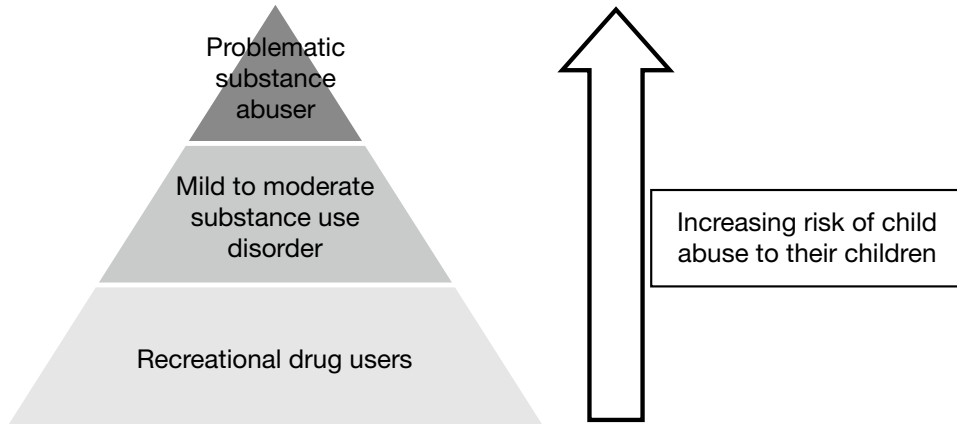 Problematic
substance
abuser
Mild to moderate
substance use
disorder
Recreational drug users
Increasing risk of child
abuse to their children